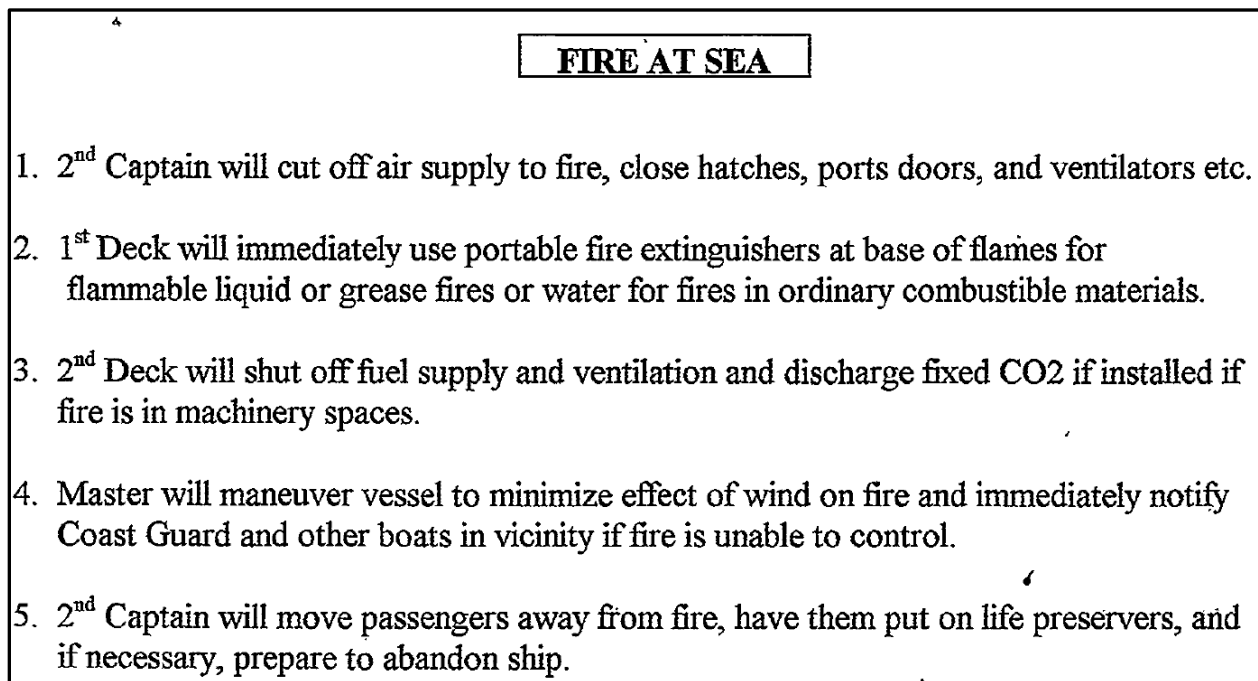 FIRE AT SEA
1. 2nd Captain will cut off air supply to fire, close hatches, ports doors, and ventilators etc.
2. 1st Deck will immediately use portable fire extinguishers at base of flames for
flammable liquid or grease fires or water for fires in ordinary combustible materials.
3. 2nd Deck will shut off fuel supply and ventilation and discharge fixed CO2 if installed if
fire is in machinery spaces.
4. Master will maneuver vessel to minimize effect of wind on fire and immediately notify
Coast Guard and other boats in vicinity if fire is unable to control.
5. 2nd Captain will move passengers away from fire, have them put on life preservers, and
if necessary, prepare to abandon ship.